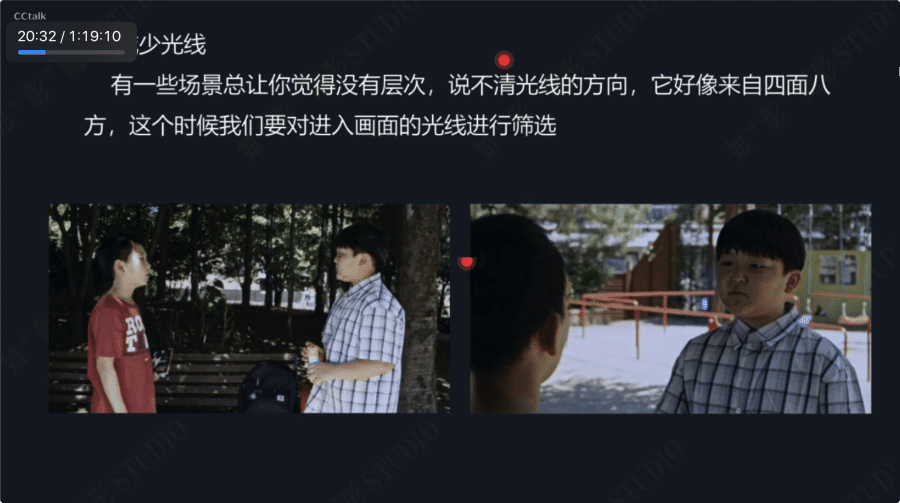 CCtalk
20:32 / 1:19:10
少光线
有一些场景总让你觉得没有层次，说不清光线的方向，它好像来自四面八
方，这个时候我们要对进入画面的光线进行筛选